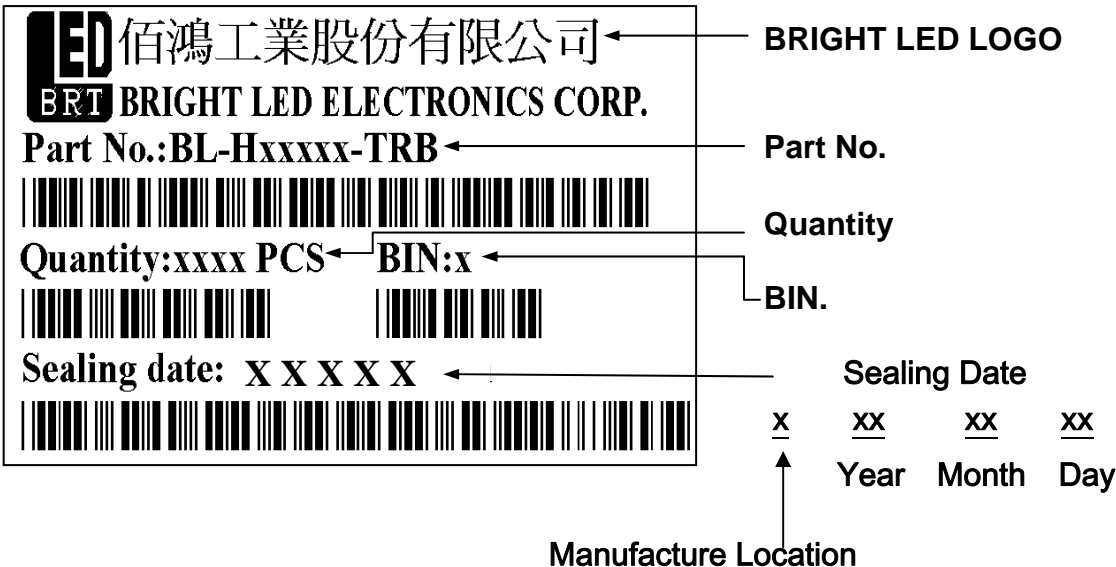 LED 佰鴻工業股份有限公司
BRT BRIGHT LED ELECTRONICS CORP.
Part No.:BL-Hxxxxx-TRB
Quantity:xxxx PCS BIN:x
Sealing date: X X X X X
BRIGHT LED LOGO
Part No.
Quantity
BIN.
Sealing Date
x xx xx xx
Year Month Day
Manufacture Location